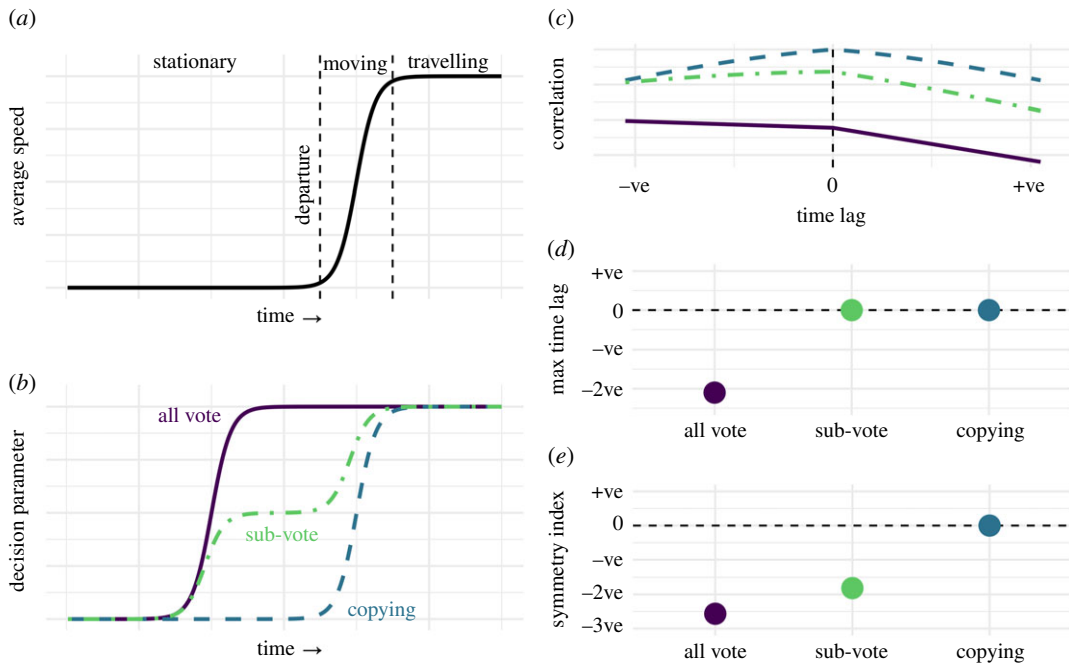 (a)
average speed
stationary
moving
travelling
departure
time →
(b)
decision parameter
all vote
sub-vote
copying
time →
(c)
correlation
–ve
0
+ve
time lag
(d)
max time lag
+ve
0
–ve
–2ve
all vote
sub-vote
copying
(e)
symmetry index
+ve
0
–ve
–2ve
–3ve
all vote
sub-vote
copying